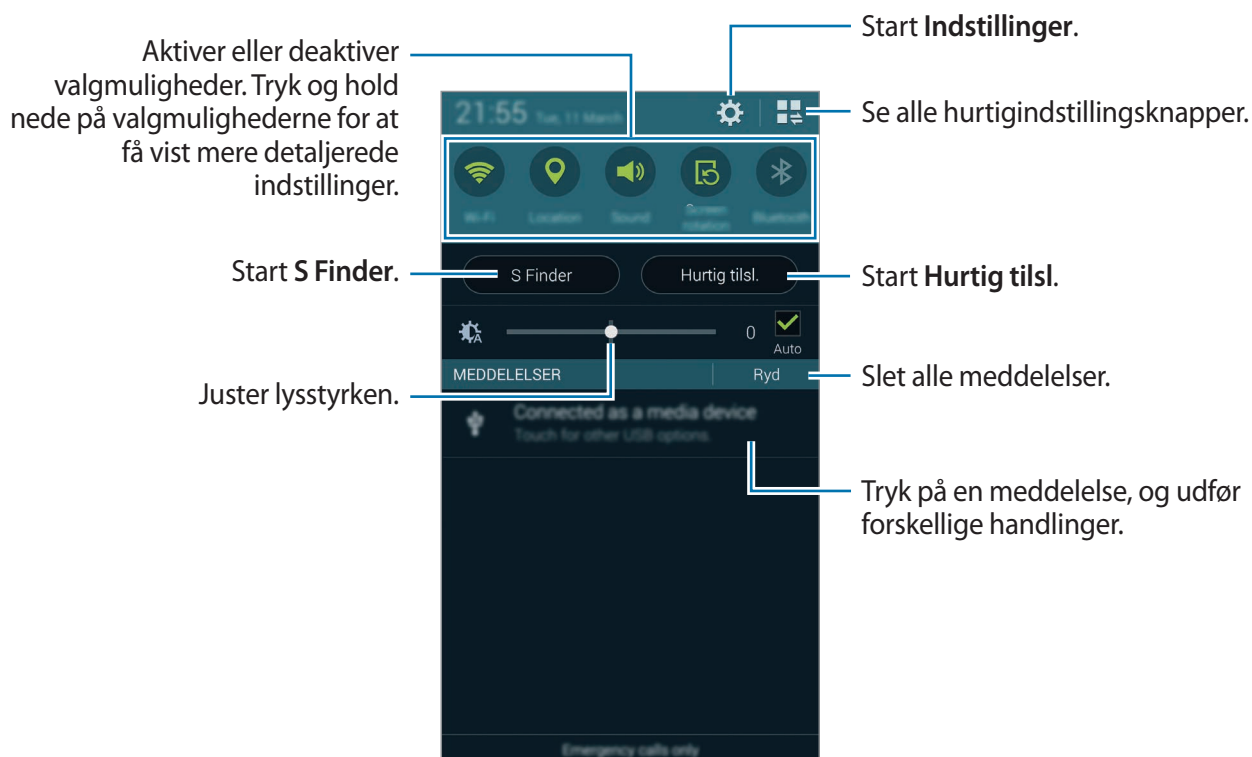 Start Indstillinger.
Aktiver eller deaktiver
valgmuligheder. Tryk og hold
nede på valgmulighederne for at
få vist mere detaljerede
indstillinger.
21:55 Tue, 11 March
Se alle hurtigindstillingsknapper.
Wi-Fi
Location
Sound
Screen
rotation
Bluetooth
Start S Finder.
S Finder
Hurtig tilsl.
Start Hurtig tilsl.
A
0
Auto
Juster lysstyrken.
MEDDELELSER
Ryd
Slet alle meddelelser.
Connected as a media device
Touch for other USB options.
Tryk på en meddelelse, og udfør
forskellige handlinger.
Emergency calls only